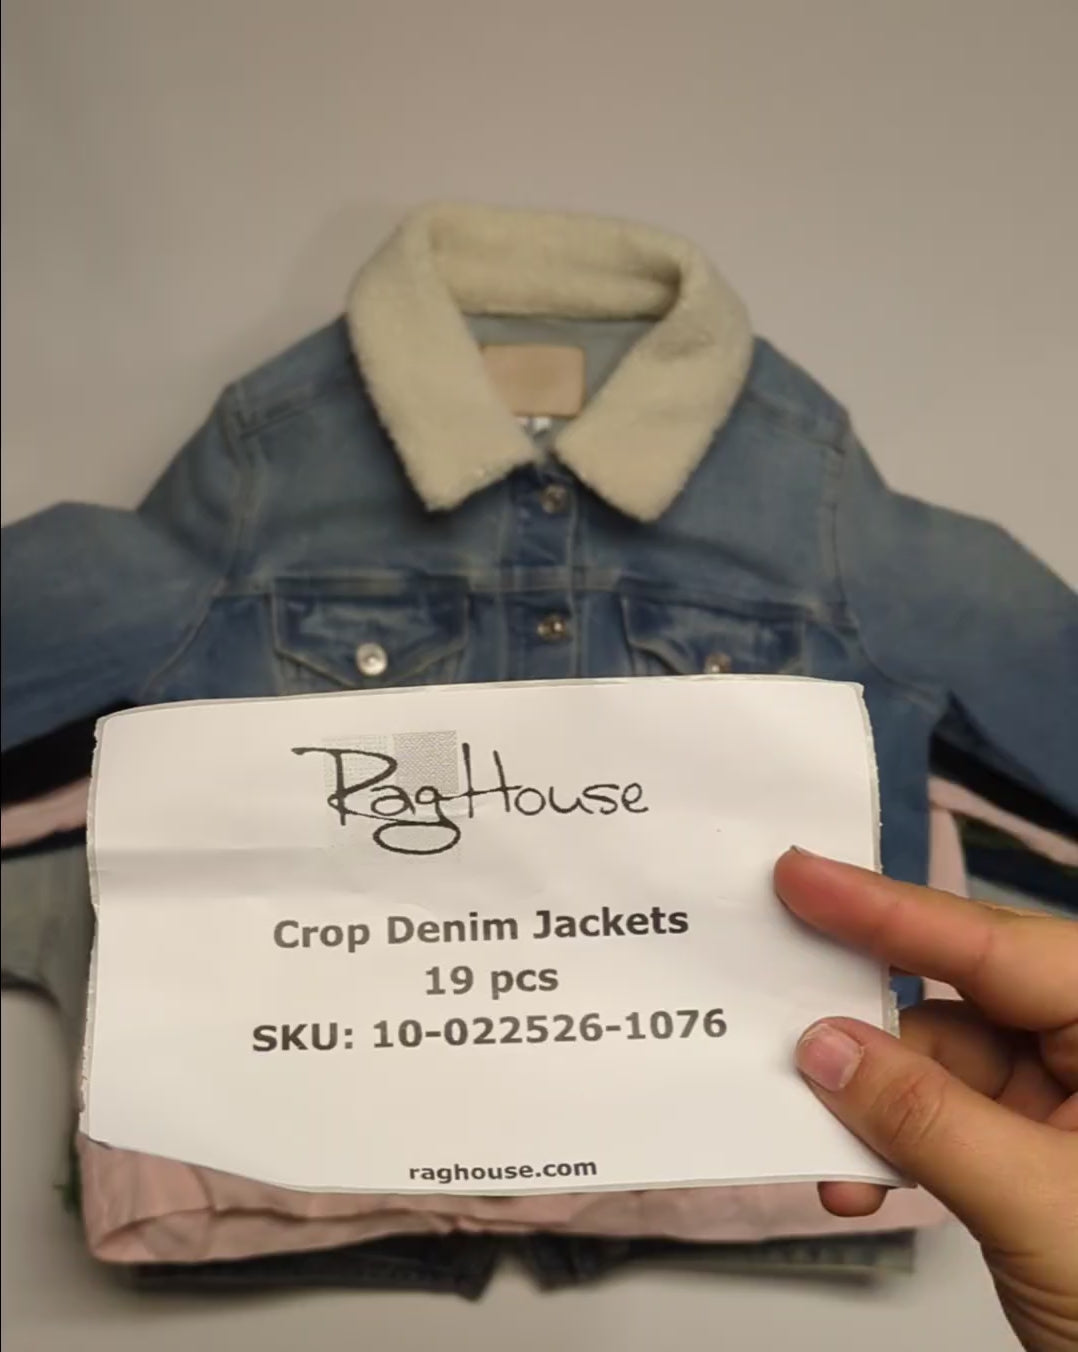 RagHouse
Crop Denim Jackets
19 pcs
SKU: 10-022526-1076
raghouse.com